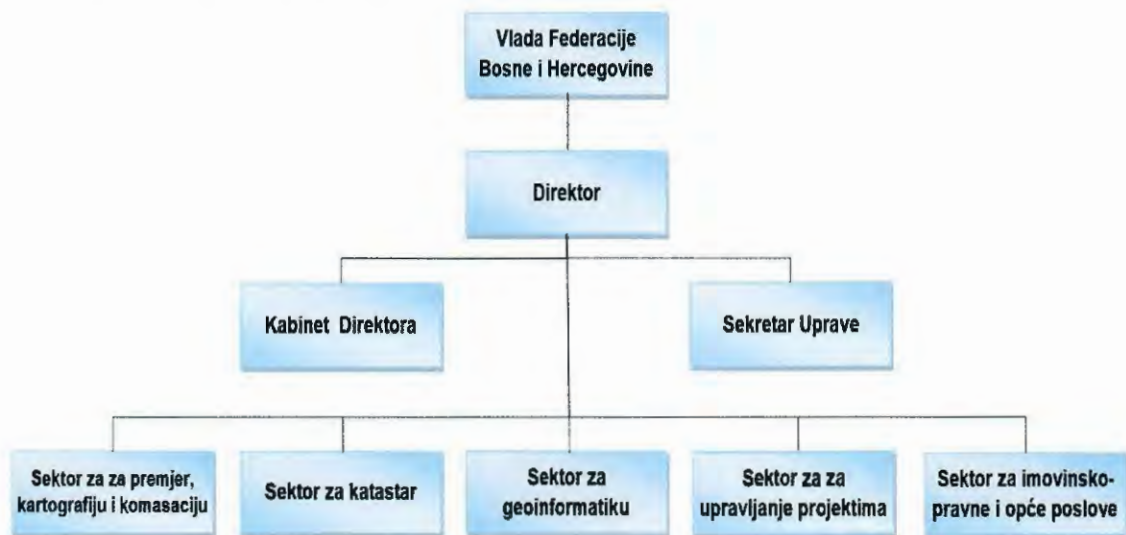 Vlada Federacije
Bosne i Hercegovine
Direktor
Kabinet Direktora
Sekretar Uprave
Sektor za za premjer,
kartografiju i komasaciju
Sektor za katastar
Sektor za
geoinformatiku
Sektor za za
upravljanje projektima
Sektor za imovinsko-
pravne i opće poslove